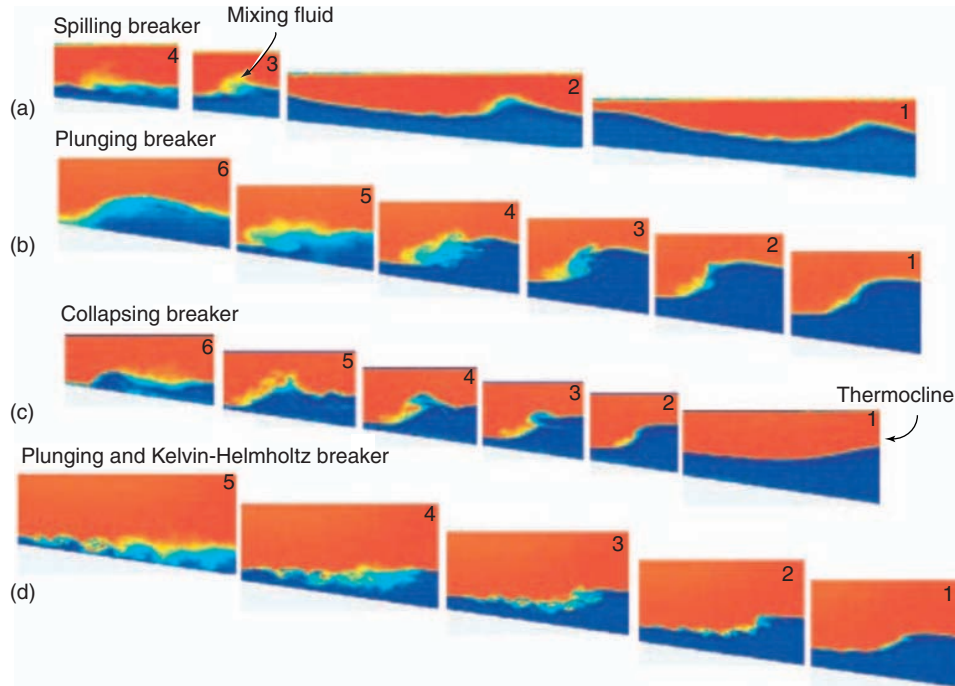 Spilling breaker
Mixing fluid
(a)
4
3
2
1
Plunging breaker
(b)
6
5
4
3
2
1
Collapsing breaker
(c)
6
5
4
3
2
1
Thermocline
Plunging and Kelvin-Helmholtz breaker
(d)
5
4
3
2
1